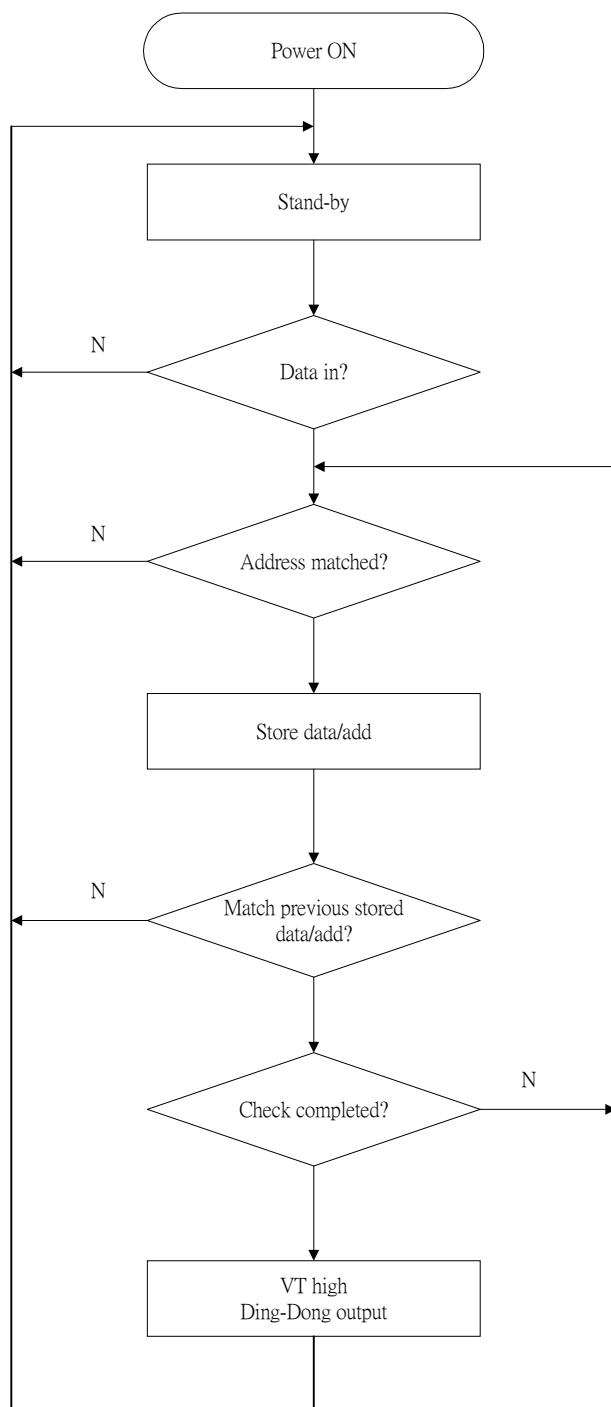 Power ON
Stand-by
N
Data in?
N
Address matched?
Store data/add
N
Match previous stored
data/add?
N
Check completed?
VT high
Ding-Dong output